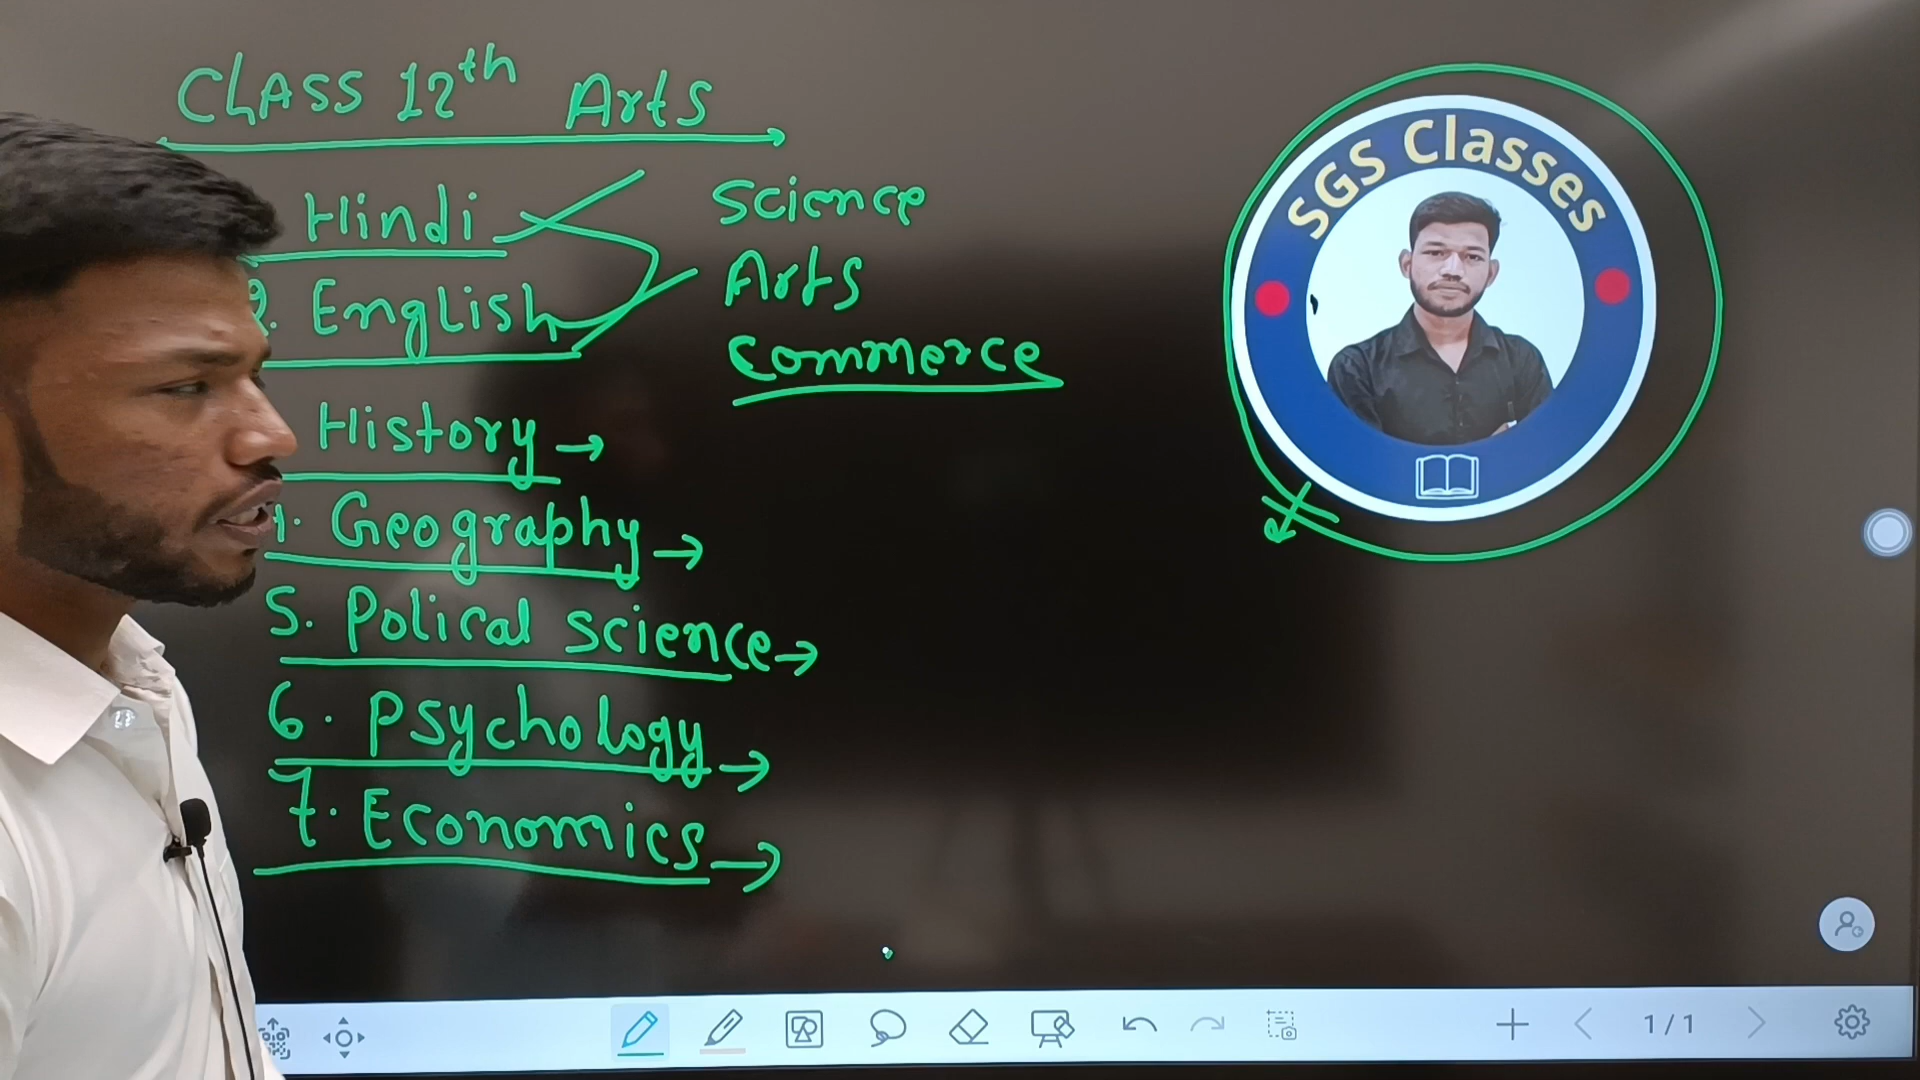 CLASS 12th Arts
Hindi
2. English
History
4. Geography
5. Polical science
6. Psychology
7. Economics
Science
Arts
Commerce
SGS Classes
1/1